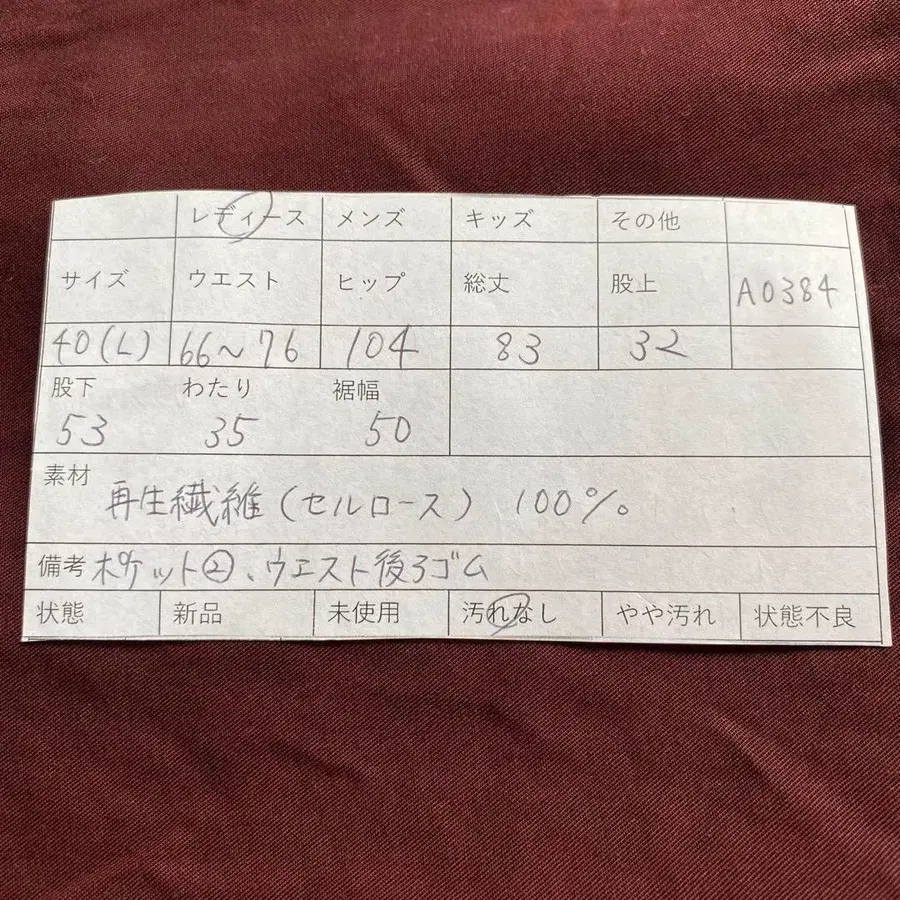 レディース メンズ キッズ その他
サイズ ウエスト ヒップ 総丈 股上 A0384
40(L) 66~76 104 83 32
股下 わたり 裾幅
53 35 50
素材 再生繊維(セルロース) 100%
備考 ポケット②、ウエスト後ろゴム
状態 新品 未使用 汚れなし やや汚れ 状態不良